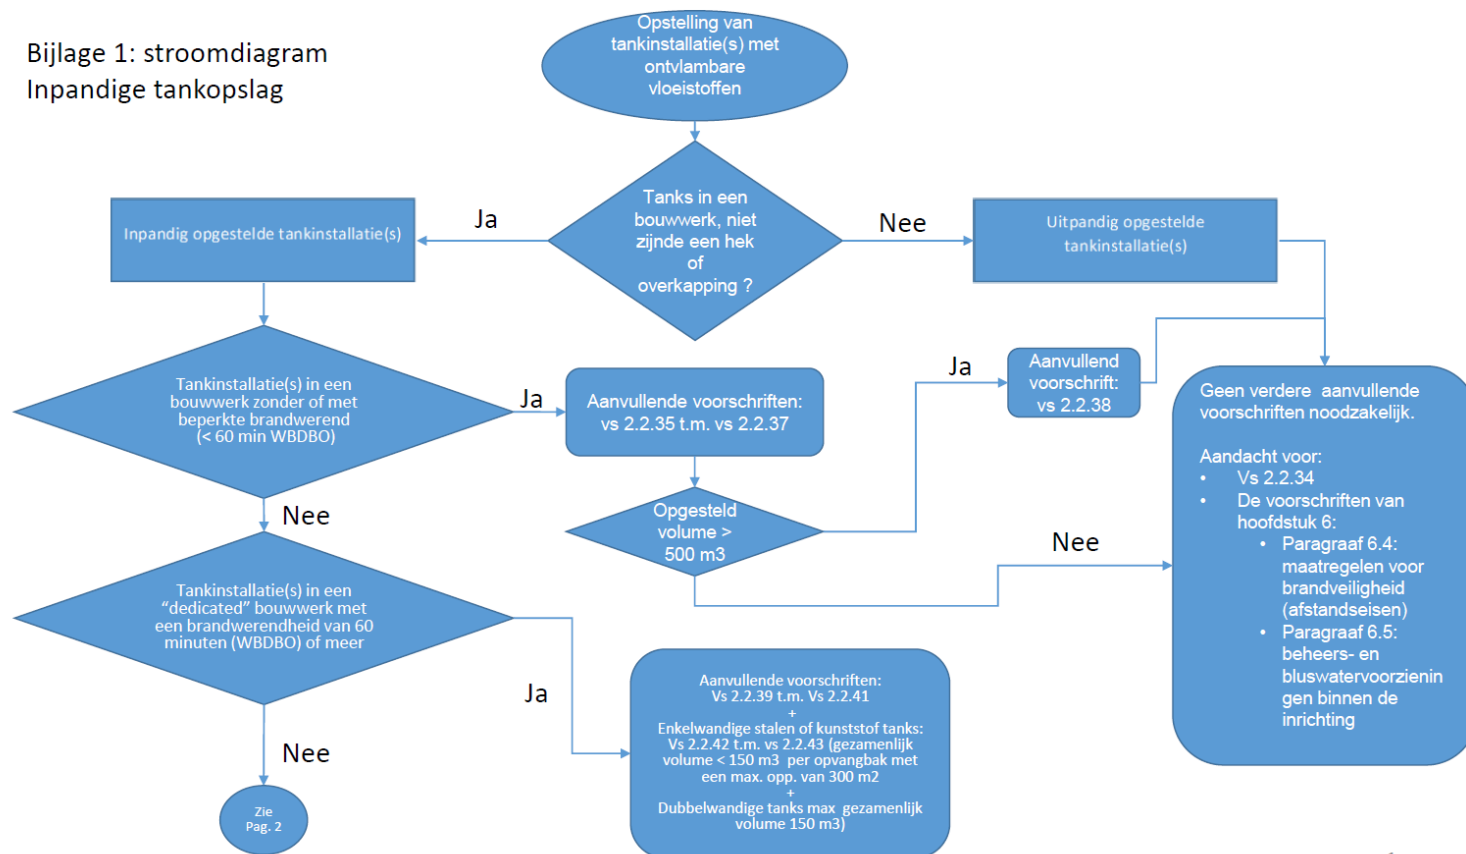 Bijlage 1: stroomdiagram
Inpandige tankopslag
Opstelling van
tankinstallatie(s) met
ontvlambare
vloeistoffen
Tanks in een
bouwwerk, niet
zijnde een hek
of
overkapping ?
Ja
Nee
Inpandig opgestelde tankinstallatie(s)
Uitpandig opgestelde
tankinstallatie(s)
Tankinstallatie(s) in een
bouwwerk zonder of met
beperkte brandwerend
(< 60 min WBDBO)
Ja
Aanvullende voorschriften:
vs 2.2.35 t.m. vs 2.2.37
Ja
Aanvullend
voorschrift:
vs 2.2.38
Opgesteld
volume >
500 m3
Nee
Nee
Geen verdere aanvullende
voorschriften noodzakelijk.
Aandacht voor:
• Vs 2.2.34
• De voorschriften van
hoofdstuk 6:
• Paragraaf 6.4:
maatregelen voor
brandveiligheid
(afstandseisen)
• Paragraaf 6.5:
beheers- en
bluswatervoorzienin
gen binnen de
inrichting
Tankinstallatie(s) in een
“dedicated” bouwwerk met
een brandwerendheid van 60
minuten (WBDBO) of meer
Ja
Aanvullende voorschriften:
Vs 2.2.39 t.m. Vs 2.2.41
+
Enkelwandige stalen of kunststof tanks:
Vs 2.2.42 t.m. vs 2.2.43 (gezamenlijk
volume < 150 m3 per opvangbak met
een max. opp. van 300 m2
+
Dubbelwandige tanks max gezamenlijk
volume 150 m3)
Nee
Zie
Pag. 2